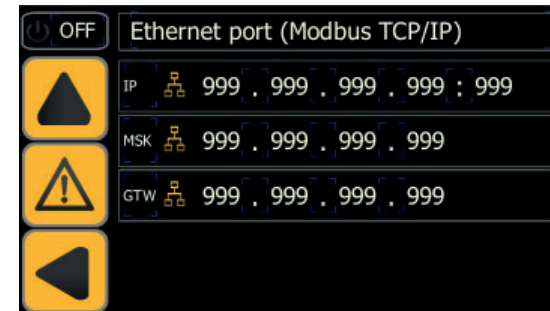 OFF
Ethernet port (Modbus TCP/IP)
IP 999 . 999 . 999 . 999 : 999
MSK 999 . 999 . 999 . 999
GTW 999 . 999 . 999 . 999